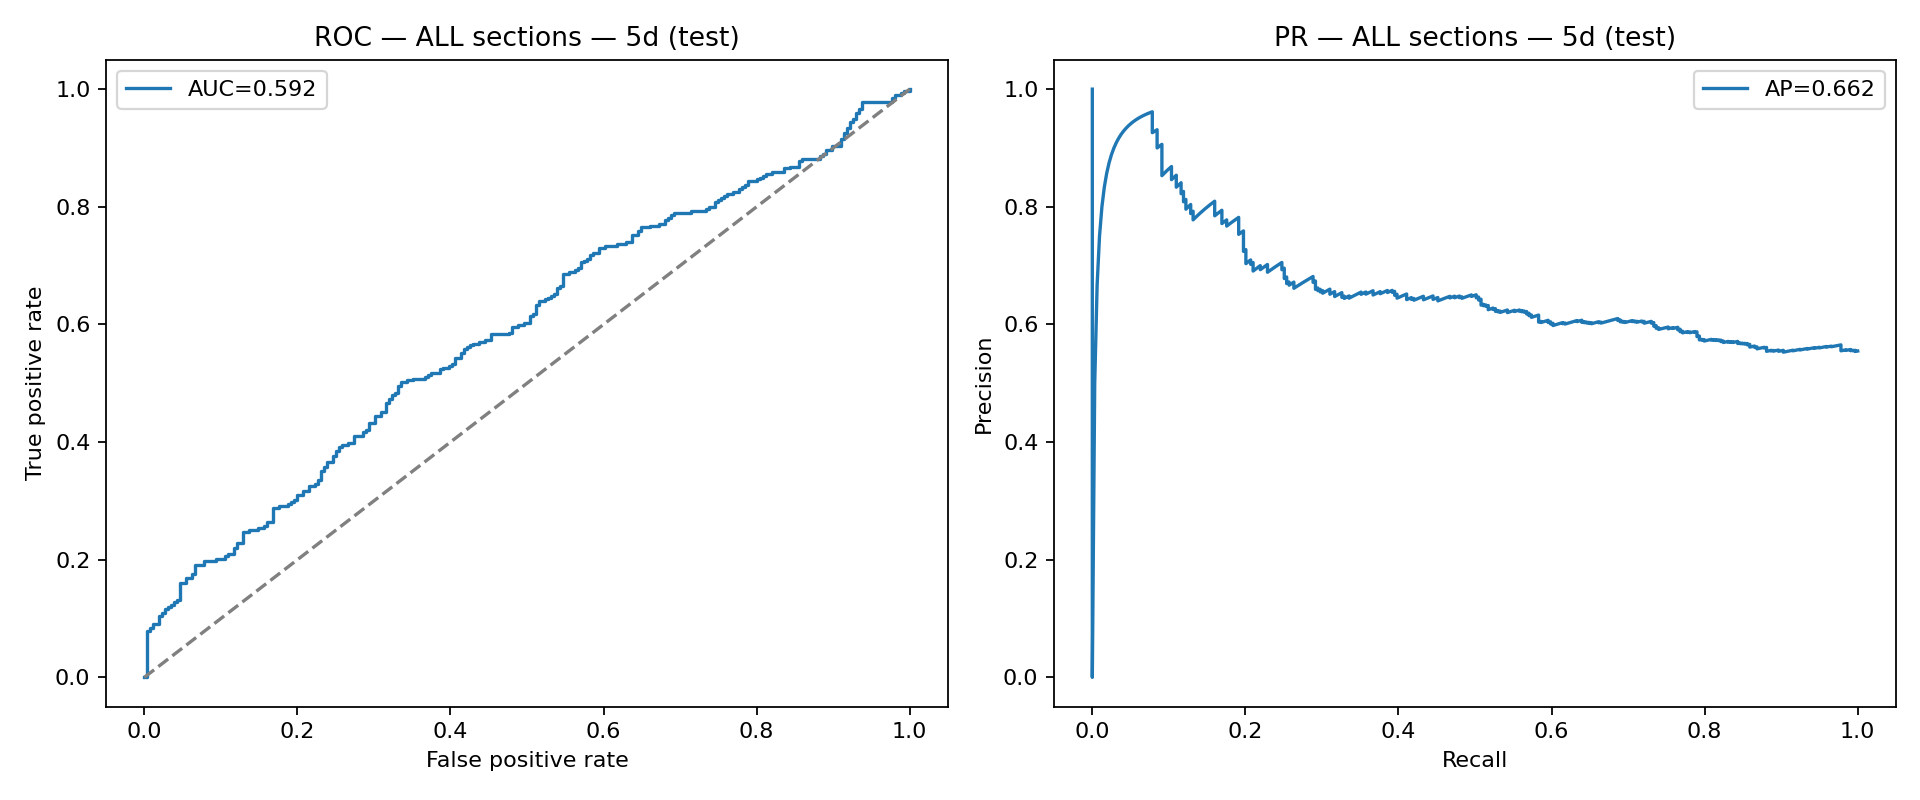 ROC — ALL sections — 5d (test)
AUC=0.592
1.0
0.8
0.6
0.4
0.2
0.0
True positive rate
0.0 0.2 0.4 0.6 0.8 1.0
False positive rate
PR — ALL sections — 5d (test)
AP=0.662
1.0
0.8
0.6
0.4
0.2
0.0
Precision
0.0 0.2 0.4 0.6 0.8 1.0
Recall